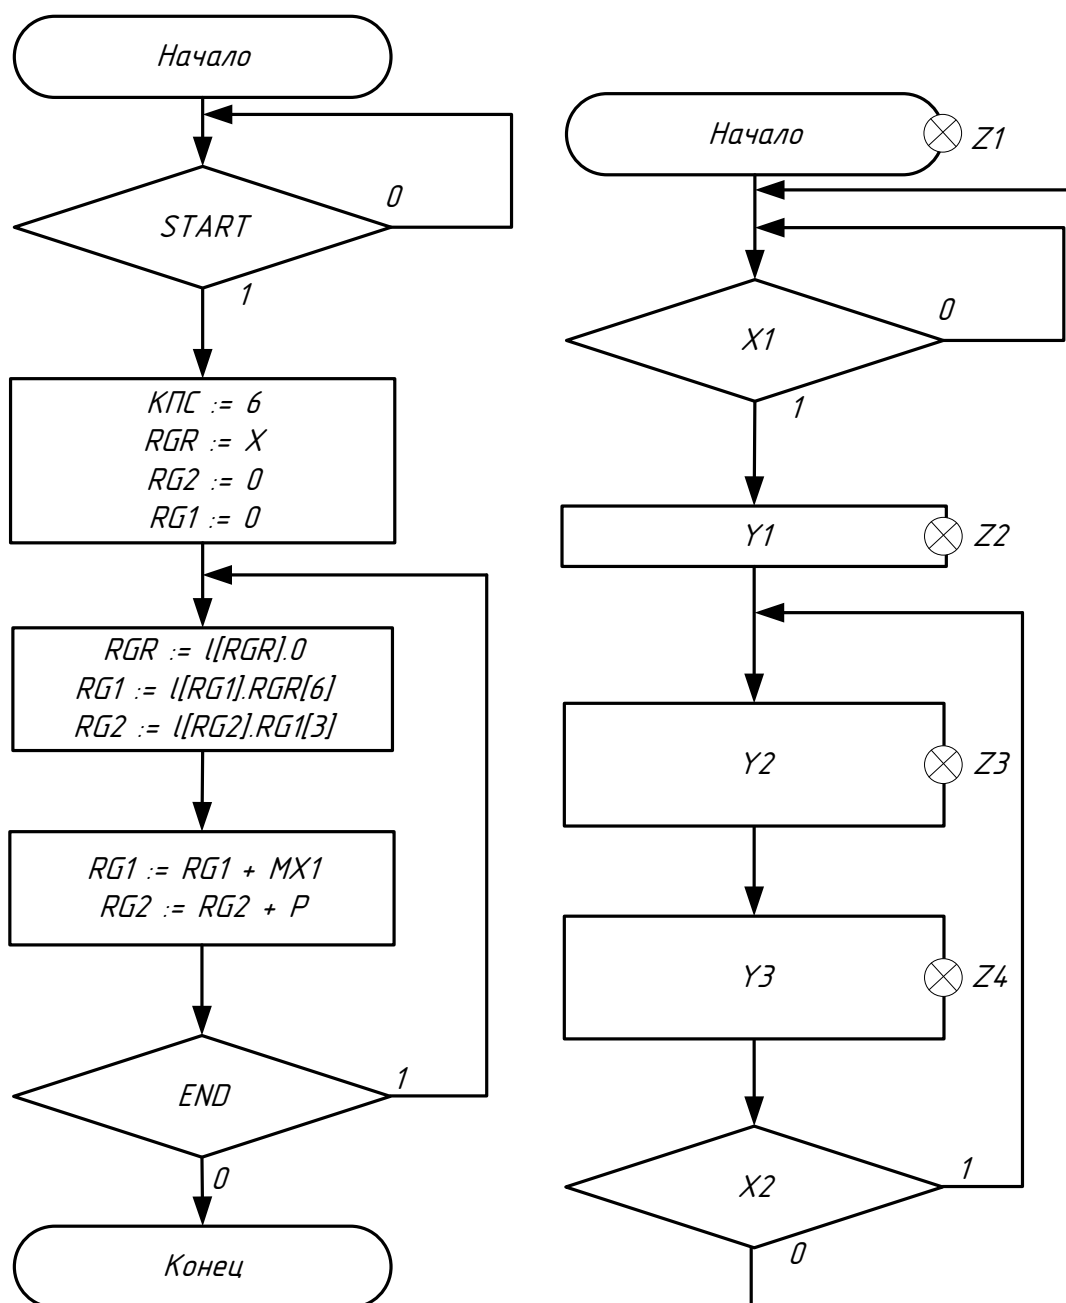 Начало
0
START
1
КПС := 6
RGR := X
RG2 := 0
RG1 := 0
RGR := l[RGR].0
RG1 := l[RG1].RGR[6]
RG2 := l[RG2].RG1[3]
RG1 := RG1 + MX1
RG2 := RG2 + P
END
1
0
Конец
Начало
Z1
X1
0
1
Y1
Z2
Y2
Z3
Y3
Z4
X2
1
0